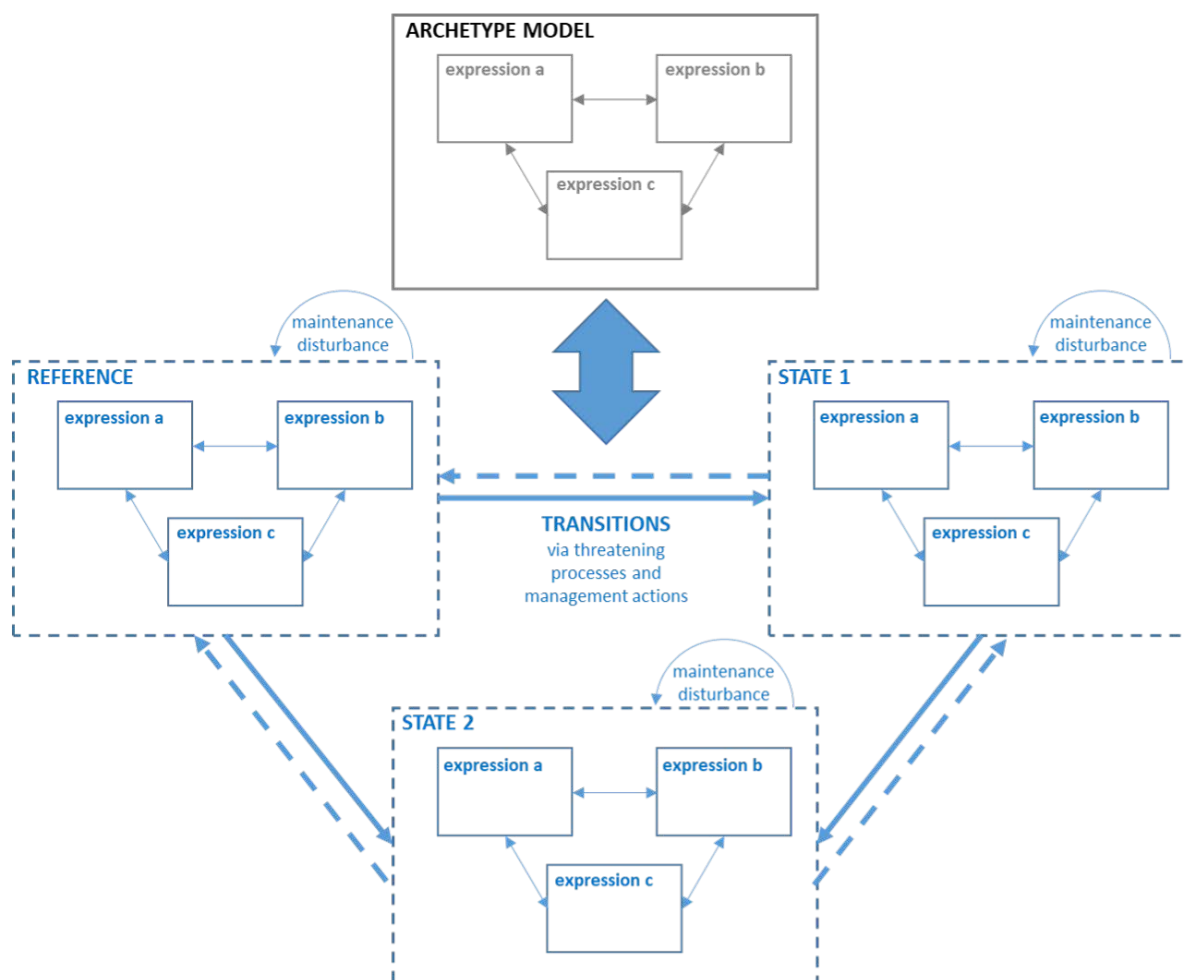 ARCHETYPE MODEL
expression a
expression b
expression c
maintenance
disturbance
maintenance
disturbance
REFERENCE
expression a
expression b
expression c
STATE 1
expression a
expression b
expression c
TRANSITIONS
via threatening
processes and
management actions
maintenance
disturbance
STATE 2
expression a
expression b
expression c